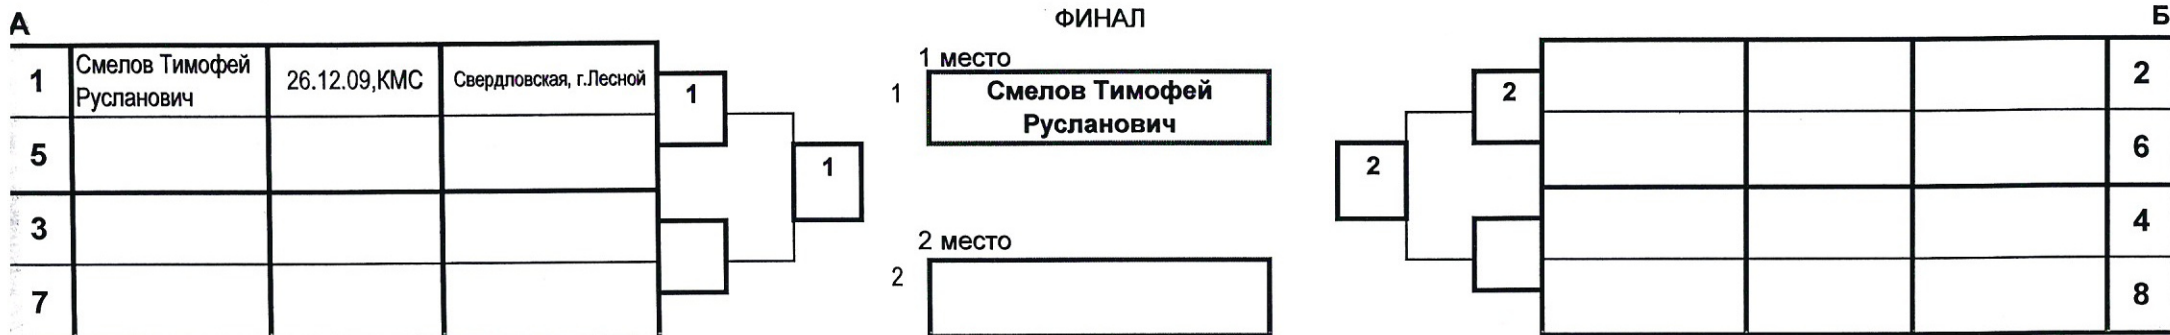 А
ФИНАЛ
Б
1 Смелов Тимофей Русланович 26.12.09,КМС Свердловская, г.Лесной
5
3
7
1
1
1 место
1 Смелов Тимофей
Русланович
2 место
2
2
2
2
6
4
8